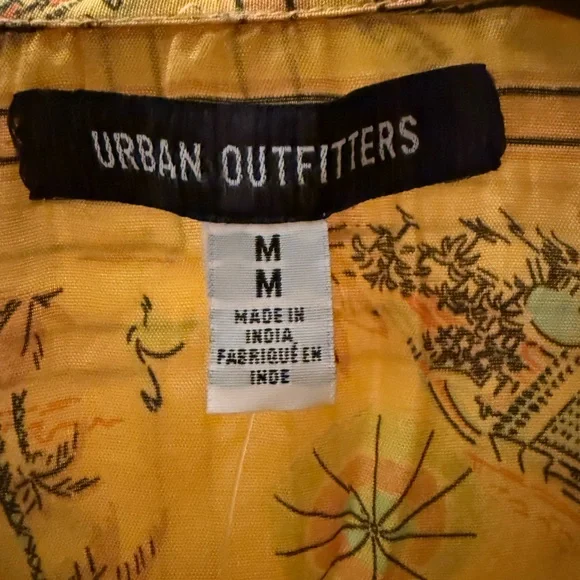 URBAN OUTFITTERS
M
M
MADE IN
INDIA
FABRIQUÉ EN
INDE